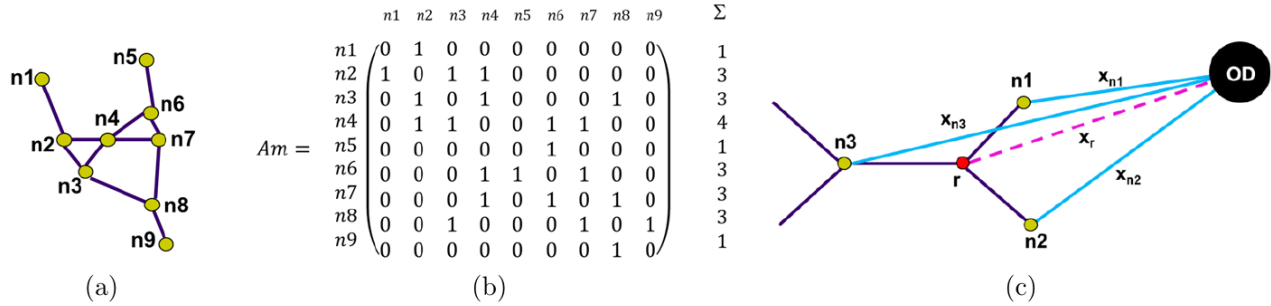 n1
n5
n6
n4
n7
n2
n3
n8
n9
(a)
n1 n2 n3 n4 n5 n6 n7 n8 n9 Σ
Am =
n1 0 1 0 0 0 0 0 0 0 1
n2 1 0 1 1 0 0 0 0 0 3
n3 0 1 0 1 0 0 0 1 0 3
n4 0 1 1 0 0 1 1 0 0 4
n5 0 0 0 0 0 1 0 0 0 1
n6 0 0 0 1 1 0 1 0 0 3
n7 0 0 0 1 0 1 0 1 0 3
n8 0 0 1 0 0 0 1 0 1 3
n9 0 0 0 0 0 0 0 1 0 1
(b)
OD
n1
x_n1
x_n3
x_r
n3
r
x_n2
n2
(c)